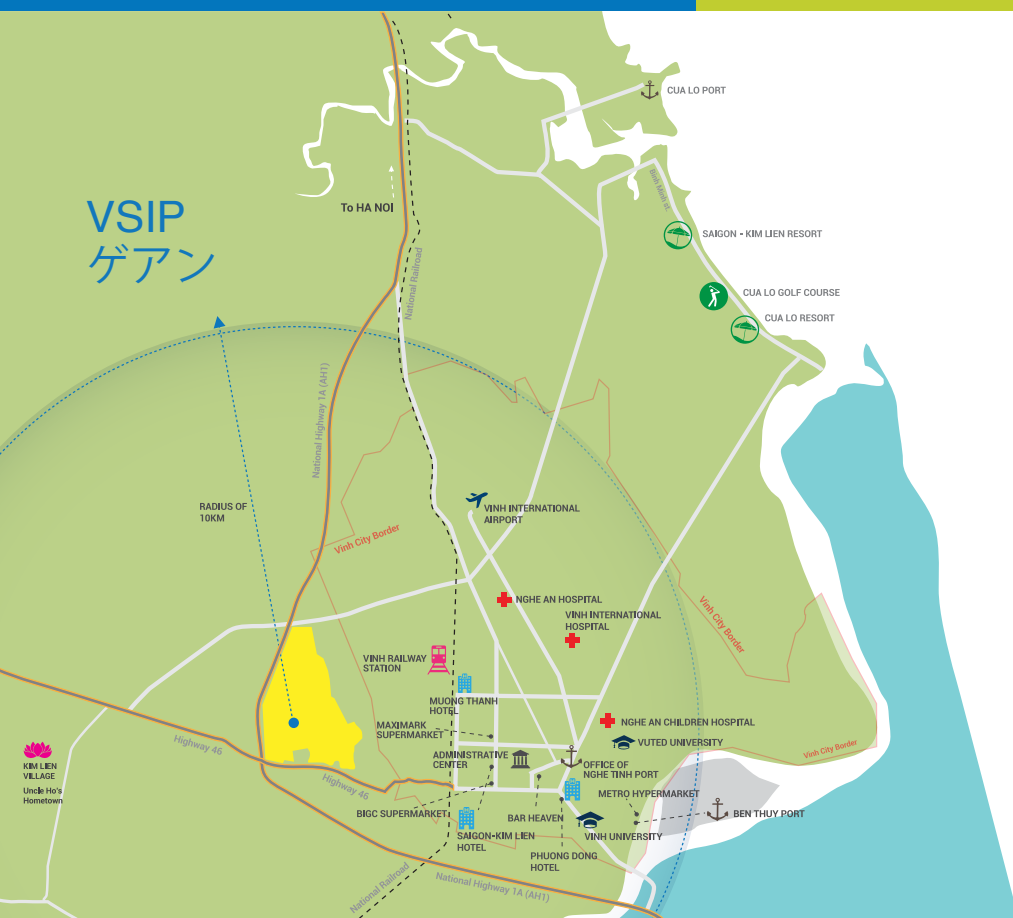 CUA LO PORT
Binh Minh st.
To HA NOI
VSIP
ゲアン
SAIGON - KIM LIEN RESORT
National Railroad
CUA LO GOLF COURSE
CUA LO RESORT
National Highway 1A (AH1)
RADIUS OF
10KM
VINH INTERNATIONAL
AIRPORT
Vinh City Border
NGHE AN HOSPITAL
VINH INTERNATIONAL
HOSPITAL
Vinh City Border
VINH RAILWAY
STATION
MUONG THANH
HOTEL
MAXIMARK
SUPERMARKET
NGHE AN CHILDREN HOSPITAL
VUTED UNIVERSITY
Highway 46
Vinh City Border
KIM LIEN
VILLAGE
Uncle Ho's
Hometown
ADMINISTRATIVE
CENTER
OFFICE OF
NGHE TINH PORT
Highway 46
METRO HYPERMARKET
BIGC SUPERMARKET
BAR HEAVEN
BEN THUY PORT
SAIGON-KIM LIEN
HOTEL
VINH UNIVERSITY
PHUONG DONG
HOTEL
National Railroad
National Highway 1A (AH1)